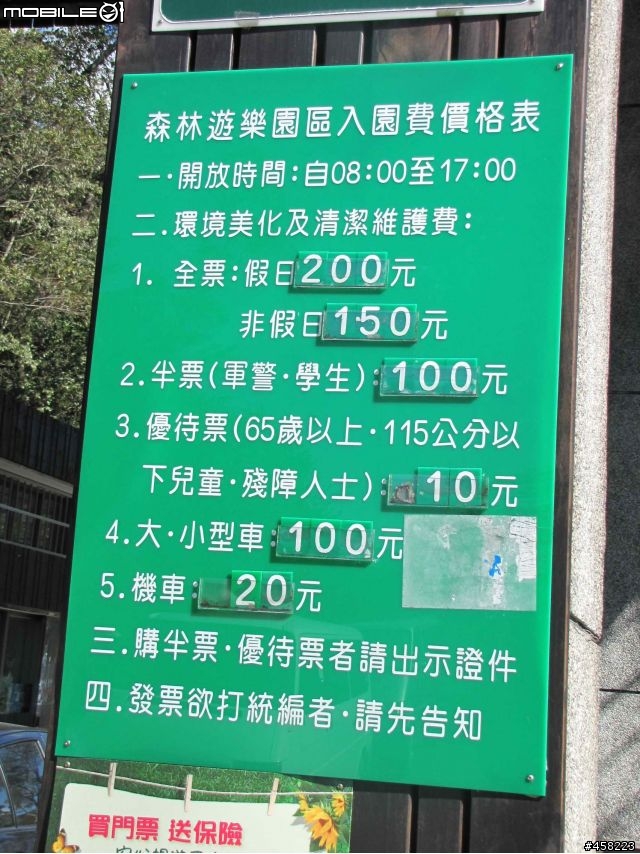 MOBILE01
森林遊樂園區入園費價格表
一.開放時間:自08:00至17:00
二.環境美化及清潔維護費:
1. 全票:假日200元
非假日150元
2.半票(軍警.學生):100元
3.優待票(65歲以上.115公分以
下兒童.殘障人士): 10元
4.大.小型車:100元
5.機車: 20元
三.購半票.優待票者請出示證件
四.發票欲打統編者.請先告知
買門票 送保險
#458223